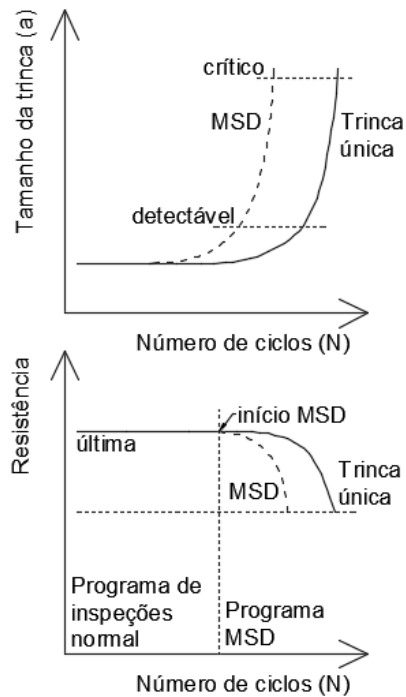 Tamanho da trinca (a)
crítico
MSD
Trinca
única
detectável
Número de ciclos (N)
Resistência
início MSD
última
MSD
Trinca
única
Programa de
inspeções
normal
Programa
MSD
Número de ciclos (N)